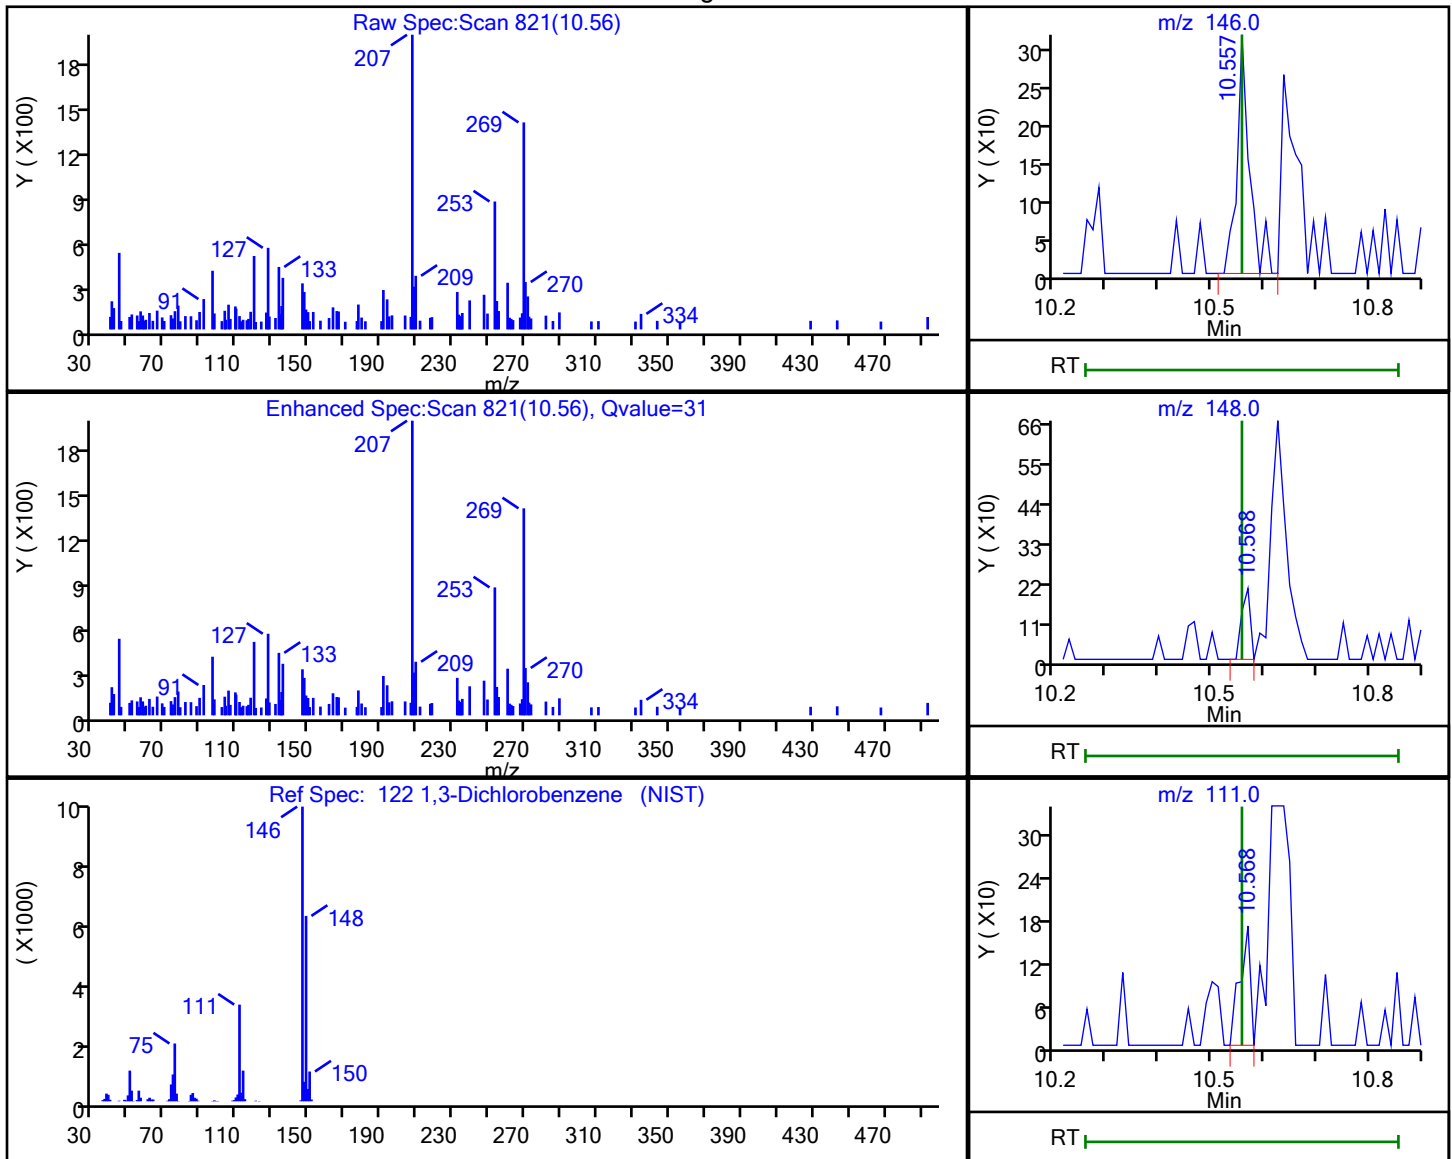 Raw Spec:Scan 821(10.56)
Y ( X100)
18
15
12
9
6
3
0
207
269
253
127
133
91
209
270
334
30 70 110 150 190 230 270 310 350 390 430 470
m/z
m/z 146.0
Y ( X10)
30
25
20
15
10
5
0
10.557
10.2 10.5 10.8
Min
RT
Enhanced Spec:Scan 821(10.56), Qvalue=31
Y ( X100)
18
15
12
9
6
3
0
207
269
253
127
133
91
209
270
334
30 70 110 150 190 230 270 310 350 390 430 470
m/z
m/z 148.0
Y ( X10)
66
55
44
33
22
11
0
10.568
10.2 10.5 10.8
Min
RT
Ref Spec: 122 1,3-Dichlorobenzene (NIST)
( X1000)
10
8
6
4
2
0
146
148
111
75
150
30 70 110 150 190 230 270 310 350 390 430 470
m/z 111.0
Y ( X10)
30
24
18
12
6
0
10.568
10.2 10.5 10.8
Min
RT